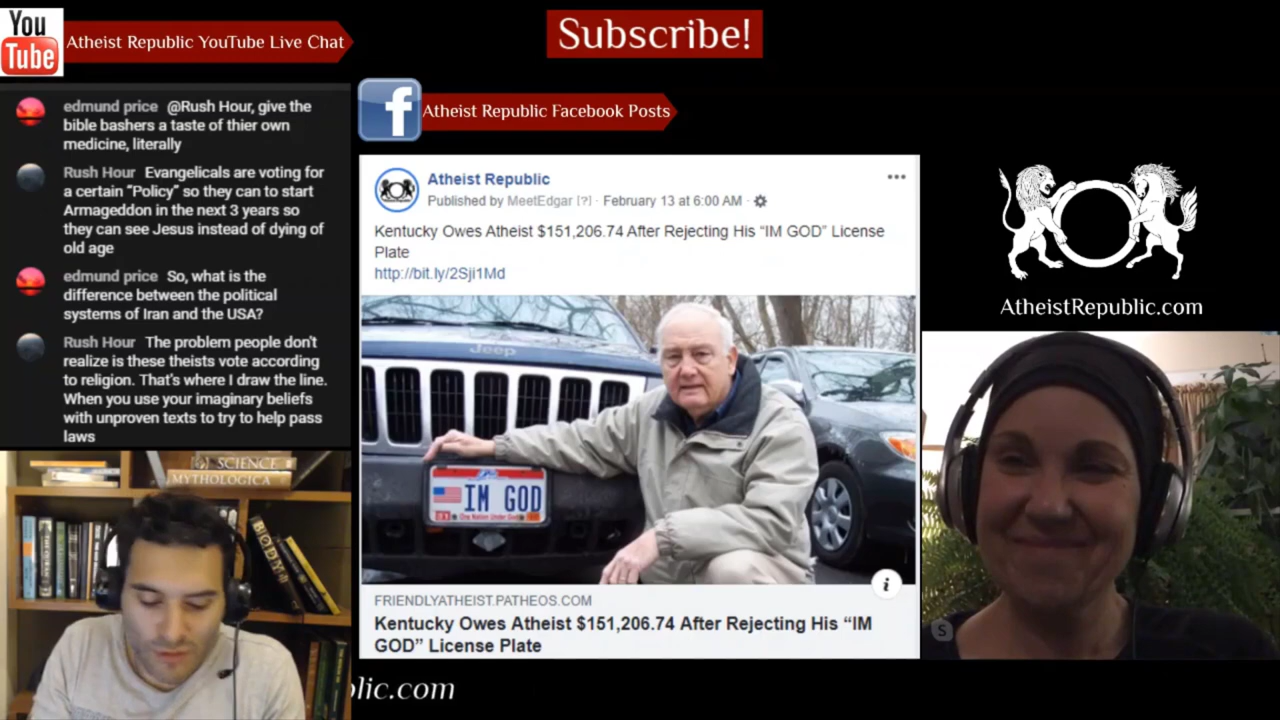 You
Tube
Atheist Republic YouTube Live Chat
Subscribe!
edmund price @Rush Hour, give the
bible bashers a taste of thier own
medicine, literally
Rush Hour Evangelicals are voting for
a certain “Policy” so they can to start
Armageddon in the next 3 years so
they can see Jesus instead of dying of
old age
edmund price So, what is the
difference between the political
systems of Iran and the USA?
Rush Hour The problem people don't
realize is these theists vote according
to religion. That's where I draw the line.
When you use your imaginary beliefs
with unproven texts to try to help pass
laws
f
Atheist Republic Facebook Posts
Atheist Republic
Published by MeetEdgar [?] · February 13 at 6:00 AM ·
Kentucky Owes Atheist $151,206.74 After Rejecting His “IM GOD” License
Plate
http://bit.ly/2Sji1Md
Jeep
IM GOD
One Nation Under God
FRIENDLYATHEIST.PATHEOS.COM
Kentucky Owes Atheist $151,206.74 After Rejecting His “IM
GOD” License Plate
i
AtheistRepublic.com
S
SCIENCE
MYTHOLOGICA
BODY
lic.com